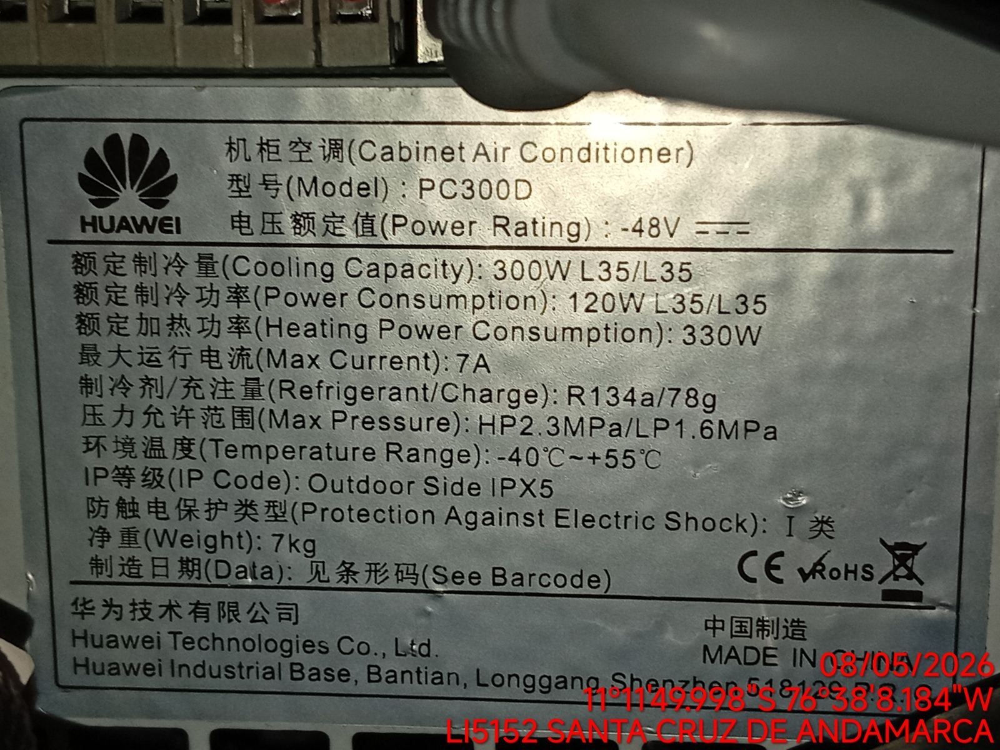 HUAWEI
机柜空调(Cabinet Air Conditioner)
型号(Model) : PC300D
电压额定值(Power Rating) : -48V
额定制冷量(Cooling Capacity): 300W L35/L35
额定制冷功率(Power Consumption): 120W L35/L35
额定加热功率(Heating Power Consumption): 330W
最大运行电流(Max Current): 7A
制冷剂/充注量(Refrigerant/Charge): R134a/78g
压力允许范围(Max Pressure): HP2.3MPa/LP1.6MPa
环境温度(Temperature Range): -40℃~+55℃
IP等级(IP Code): Outdoor Side IPX5
防触电保护类型(Protection Against Electric Shock): I 类
净重(Weight): 7kg
制造日期(Data): 见条形码(See Barcode)
CE RoHS
华为技术有限公司
Huawei Technologies Co., Ltd.
Huawei Industrial Base, Bantian, Longgang Shenzhen 518129 P.R.C
中国制造
MADE IN CHINA
08/05/2026
11°11'49.998"S 76°38'8.184"W
LI5152 SANTA CRUZ DE ANDAMARCA